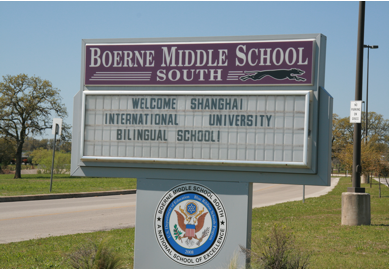 BOERNE MIDDLE SCHOOL
SOUTH
WELCOME SHANGHAI
INTERNATIONAL UNIVERSITY
BILINGUAL SCHOOL!
BOERNE MIDDLE SCHOOL SOUTH
A NATIONAL SCHOOL OF EXCELLENCE